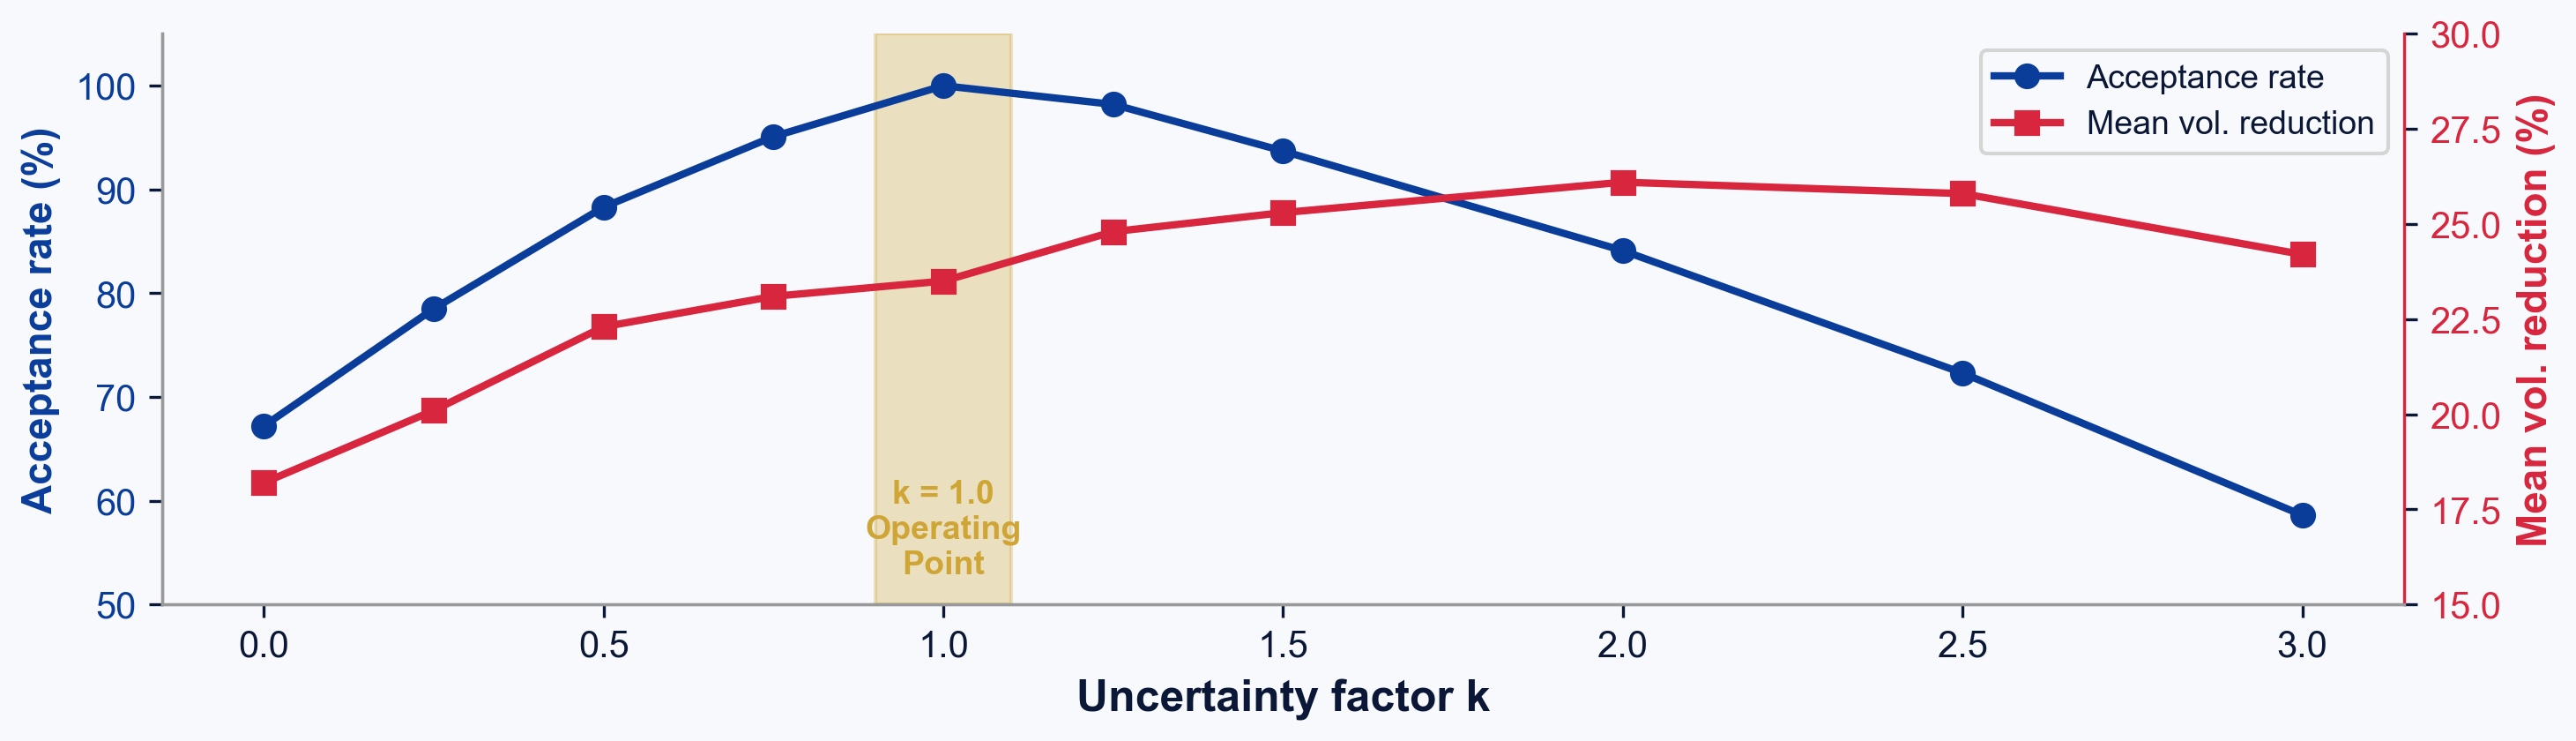 Acceptance rate (%)
100
90
80
70
60
50
k = 1.0
Operating
Point
Acceptance rate
Mean vol. reduction
30.0
27.5
25.0
22.5
20.0
17.5
15.0
Mean vol. reduction (%)
0.0 0.5 1.0 1.5 2.0 2.5 3.0
Uncertainty factor k